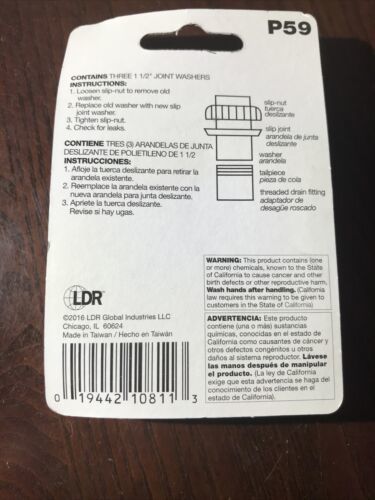 P59
CONTAINS THREE 1 1/2" JOINT WASHERS
INSTRUCTIONS:
1. Loosen slip-nut to remove old
washer.
2. Replace old washer with new slip
joint washer.
3. Tighten slip-nut.
4. Check for leaks.
CONTIENE TRES (3) ARANDELAS DE JUNTA
DESLIZANTE DE POLIETILENO DE 1 1/2
INSTRUCCIONES:
1. Afloje la tuerca deslizante para retirar la
arandela existente.
2. Reemplace la arandela existente con la
nueva arandela para junta deslizante.
3. Apriete la tuerca deslizante.
Revise si hay ugas.
slip-nut
tuerca
deslizante
slip joint
arandela de junta
deslizante
washer
arandela
tailpiece
pieza de cola
threaded drain fitting
adaptador de
desagüe roscado
LDR
©2016 LDR Global Industries LLC
Chicago, IL 60624
Made in Taiwan / Hecho en Taiwán
0 19442 10811 3
WARNING: This product contains (one
or more) chemicals, known to the State
of California to cause cancer and other
birth defects or other reproductive harm.
Wash hands after handling. (California
law requires this warning to be given to
customers in the State of California)
ADVERTENCIA: Este producto
contiene (una o más) sustancias
químicas, conocidas en el estado de
California como causantes de cáncer y
otros defectos congénitos u otros
daños al sistema reproductor. Lávese
las manos después de manipular
el producto. (La ley de California
exige que esta advertencia se haga del
conocimiento de los clientes en el
estado de California).